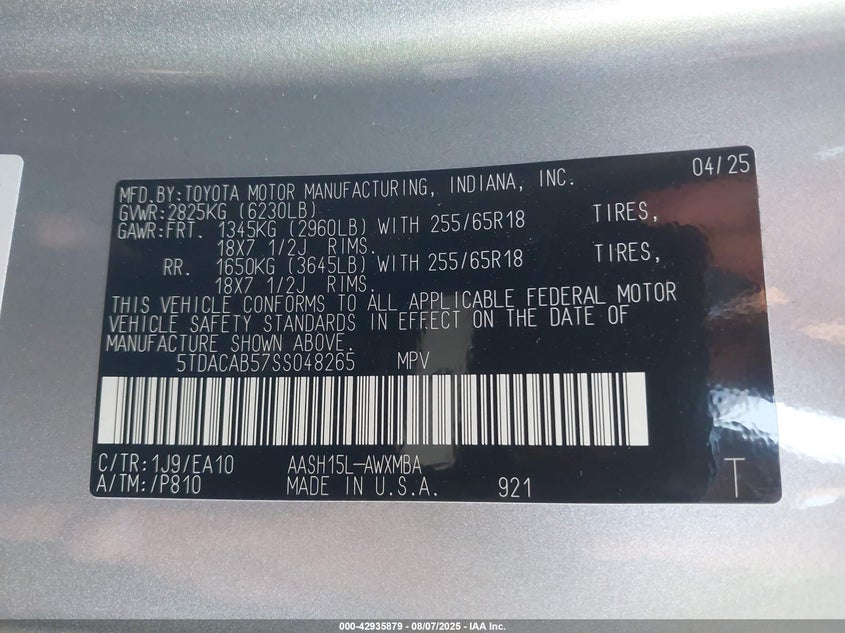 04/25
MFD.BY:TOYOTA MOTOR MANUFACTURING, INDIANA, INC.
GVWR:2825KG (6230LB)
GAWR:FRT. 1345KG (2960LB) WITH 255/65R18 TIRES,
18X7 1/2J RIMS.
RR. 1650KG (3645LB) WITH 255/65R18 TIRES,
18X7 1/2J RIMS.
THIS VEHICLE CONFORMS TO ALL APPLICABLE FEDERAL MOTOR
VEHICLE SAFETY STANDARDS IN EFFECT ON THE DATE OF
MANUFACTURE SHOWN ABOVE.
5TDACAB57SS048265 MPV
C/TR:1J9/EA10 AASH15L-AWXMBA
A/TM:/P810 MADE IN U.S.A. 921 T
000-42935879 - 08/07/2025 - IAA Inc.